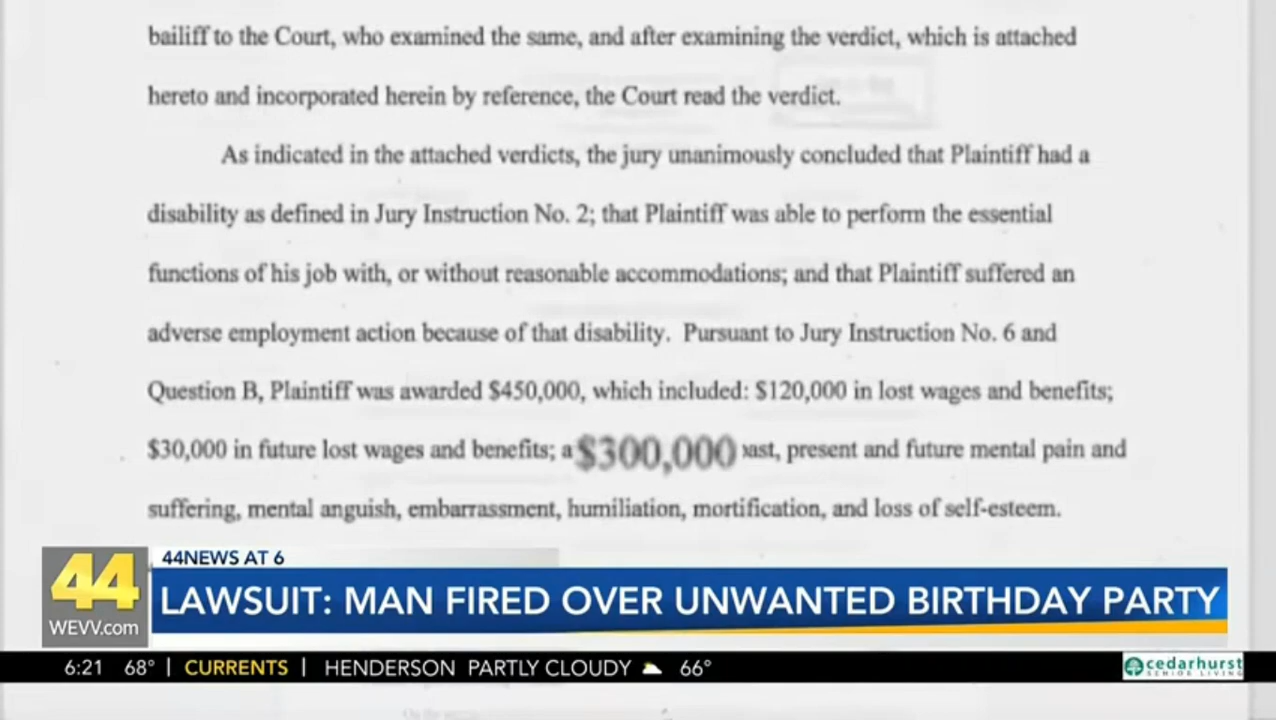 bailiff to the Court, who examined the same, and after examining the verdict, which is attached
hereto and incorporated herein by reference, the Court read the verdict.
As indicated in the attached verdicts, the jury unanimously concluded that Plaintiff had a
disability as defined in Jury Instruction No. 2; that Plaintiff was able to perform the essential
functions of his job with, or without reasonable accommodations; and that Plaintiff suffered an
adverse employment action because of that disability. Pursuant to Jury Instruction No. 6 and
Question B, Plaintiff was awarded $450,000, which included: $120,000 in lost wages and benefits;
$30,000 in future lost wages and benefits; a $300,000 past, present and future mental pain and
suffering, mental anguish, embarrassment, humiliation, mortification, and loss of self-esteem.
44NEWS AT 6
44
WEVV.com
LAWSUIT: MAN FIRED OVER UNWANTED BIRTHDAY PARTY
6:21 68° | CURRENTS | HENDERSON PARTLY CLOUDY 66°
cedarhurst
SENIOR LIVING